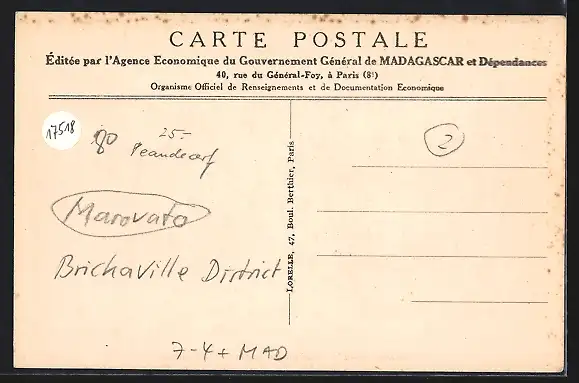 CARTE POSTALE
Éditée par l'Agence Economique du Gouvernement Général de MADAGASCAR et Dépendances
40, rue du Général-Foy, à Paris (8ᵉ)
Organisme Officiel de Renseignements et de Documentation Economique
17518
80
25.-
2
Marovato
Brichaville District
LORELLE, 47, Boul. Berthier, Paris
7-4+ MAD